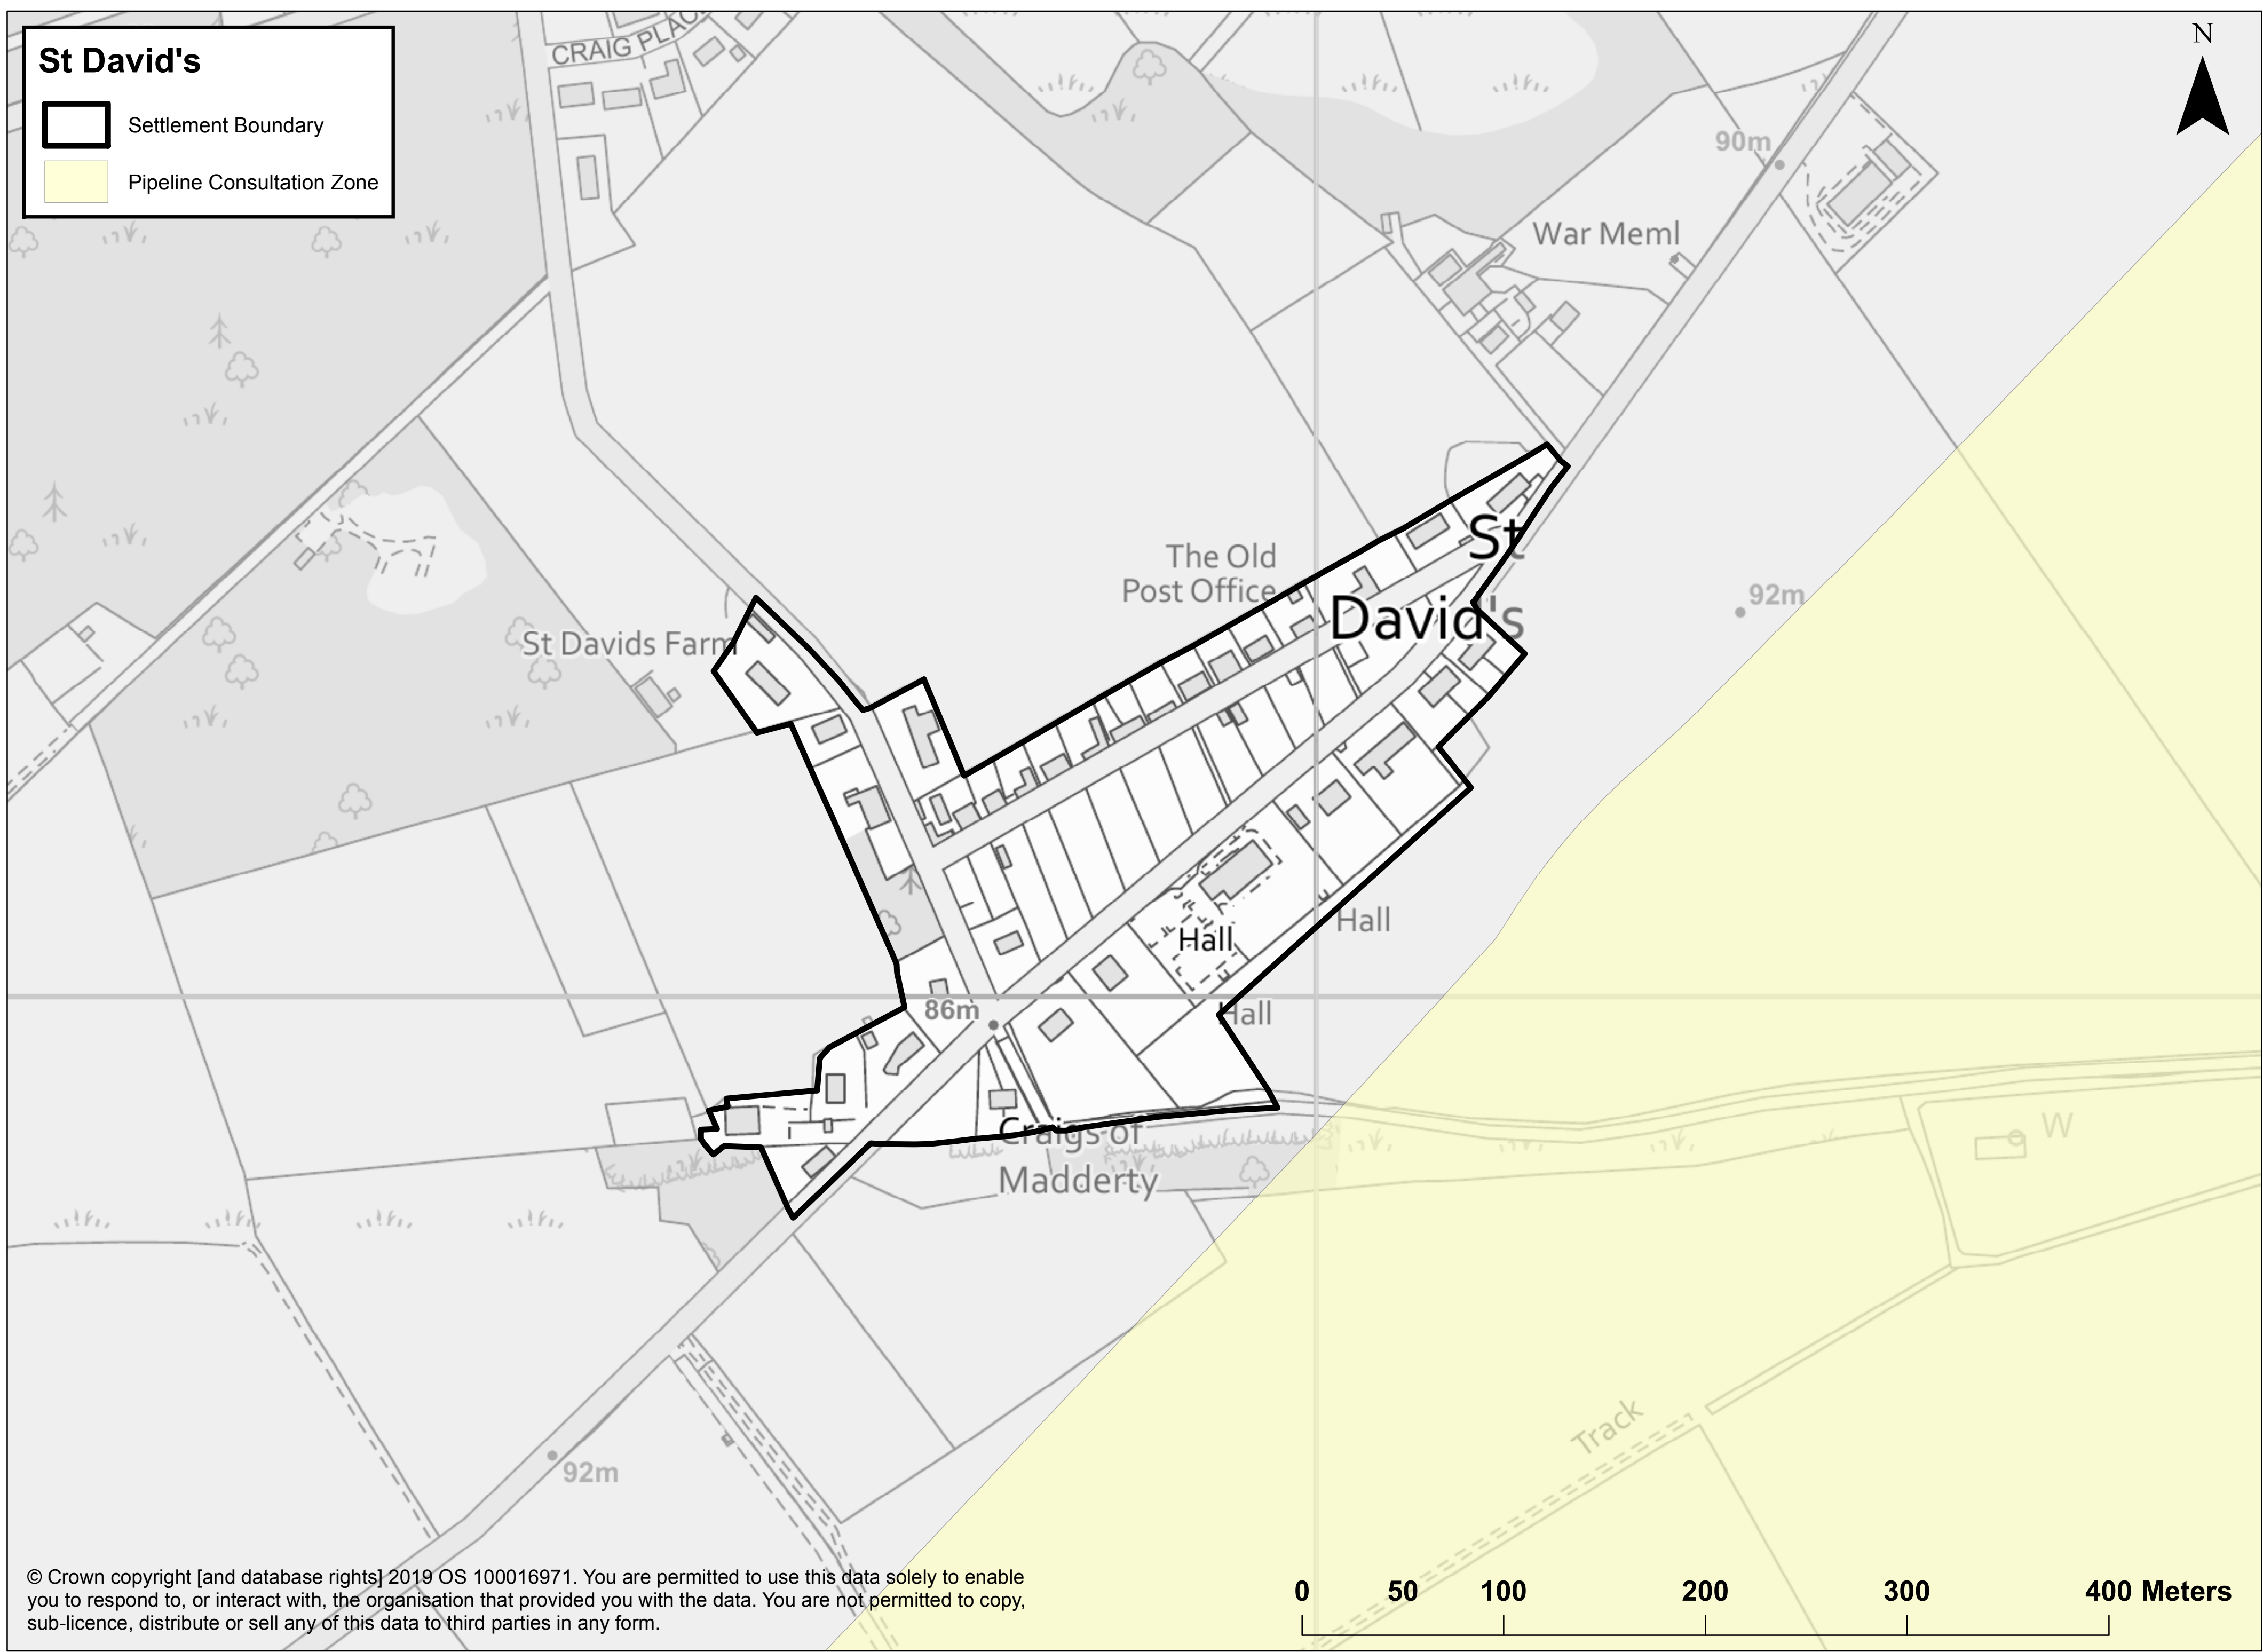 St David's
Settlement Boundary
Pipeline Consultation Zone
CRAIG PLAC
N
90m
War Meml
The Old
Post Office
St
David's
92m
St Davids Farm
Hall
Hall
86m
Hall
Craigs of
Madderty
W
Track
92m
© Crown copyright [and database rights] 2019 OS 100016971. You are permitted to use this data solely to enable
you to respond to, or interact with, the organisation that provided you with the data. You are not permitted to copy,
sub-licence, distribute or sell any of this data to third parties in any form.
0 50 100 200 300 400 Meters